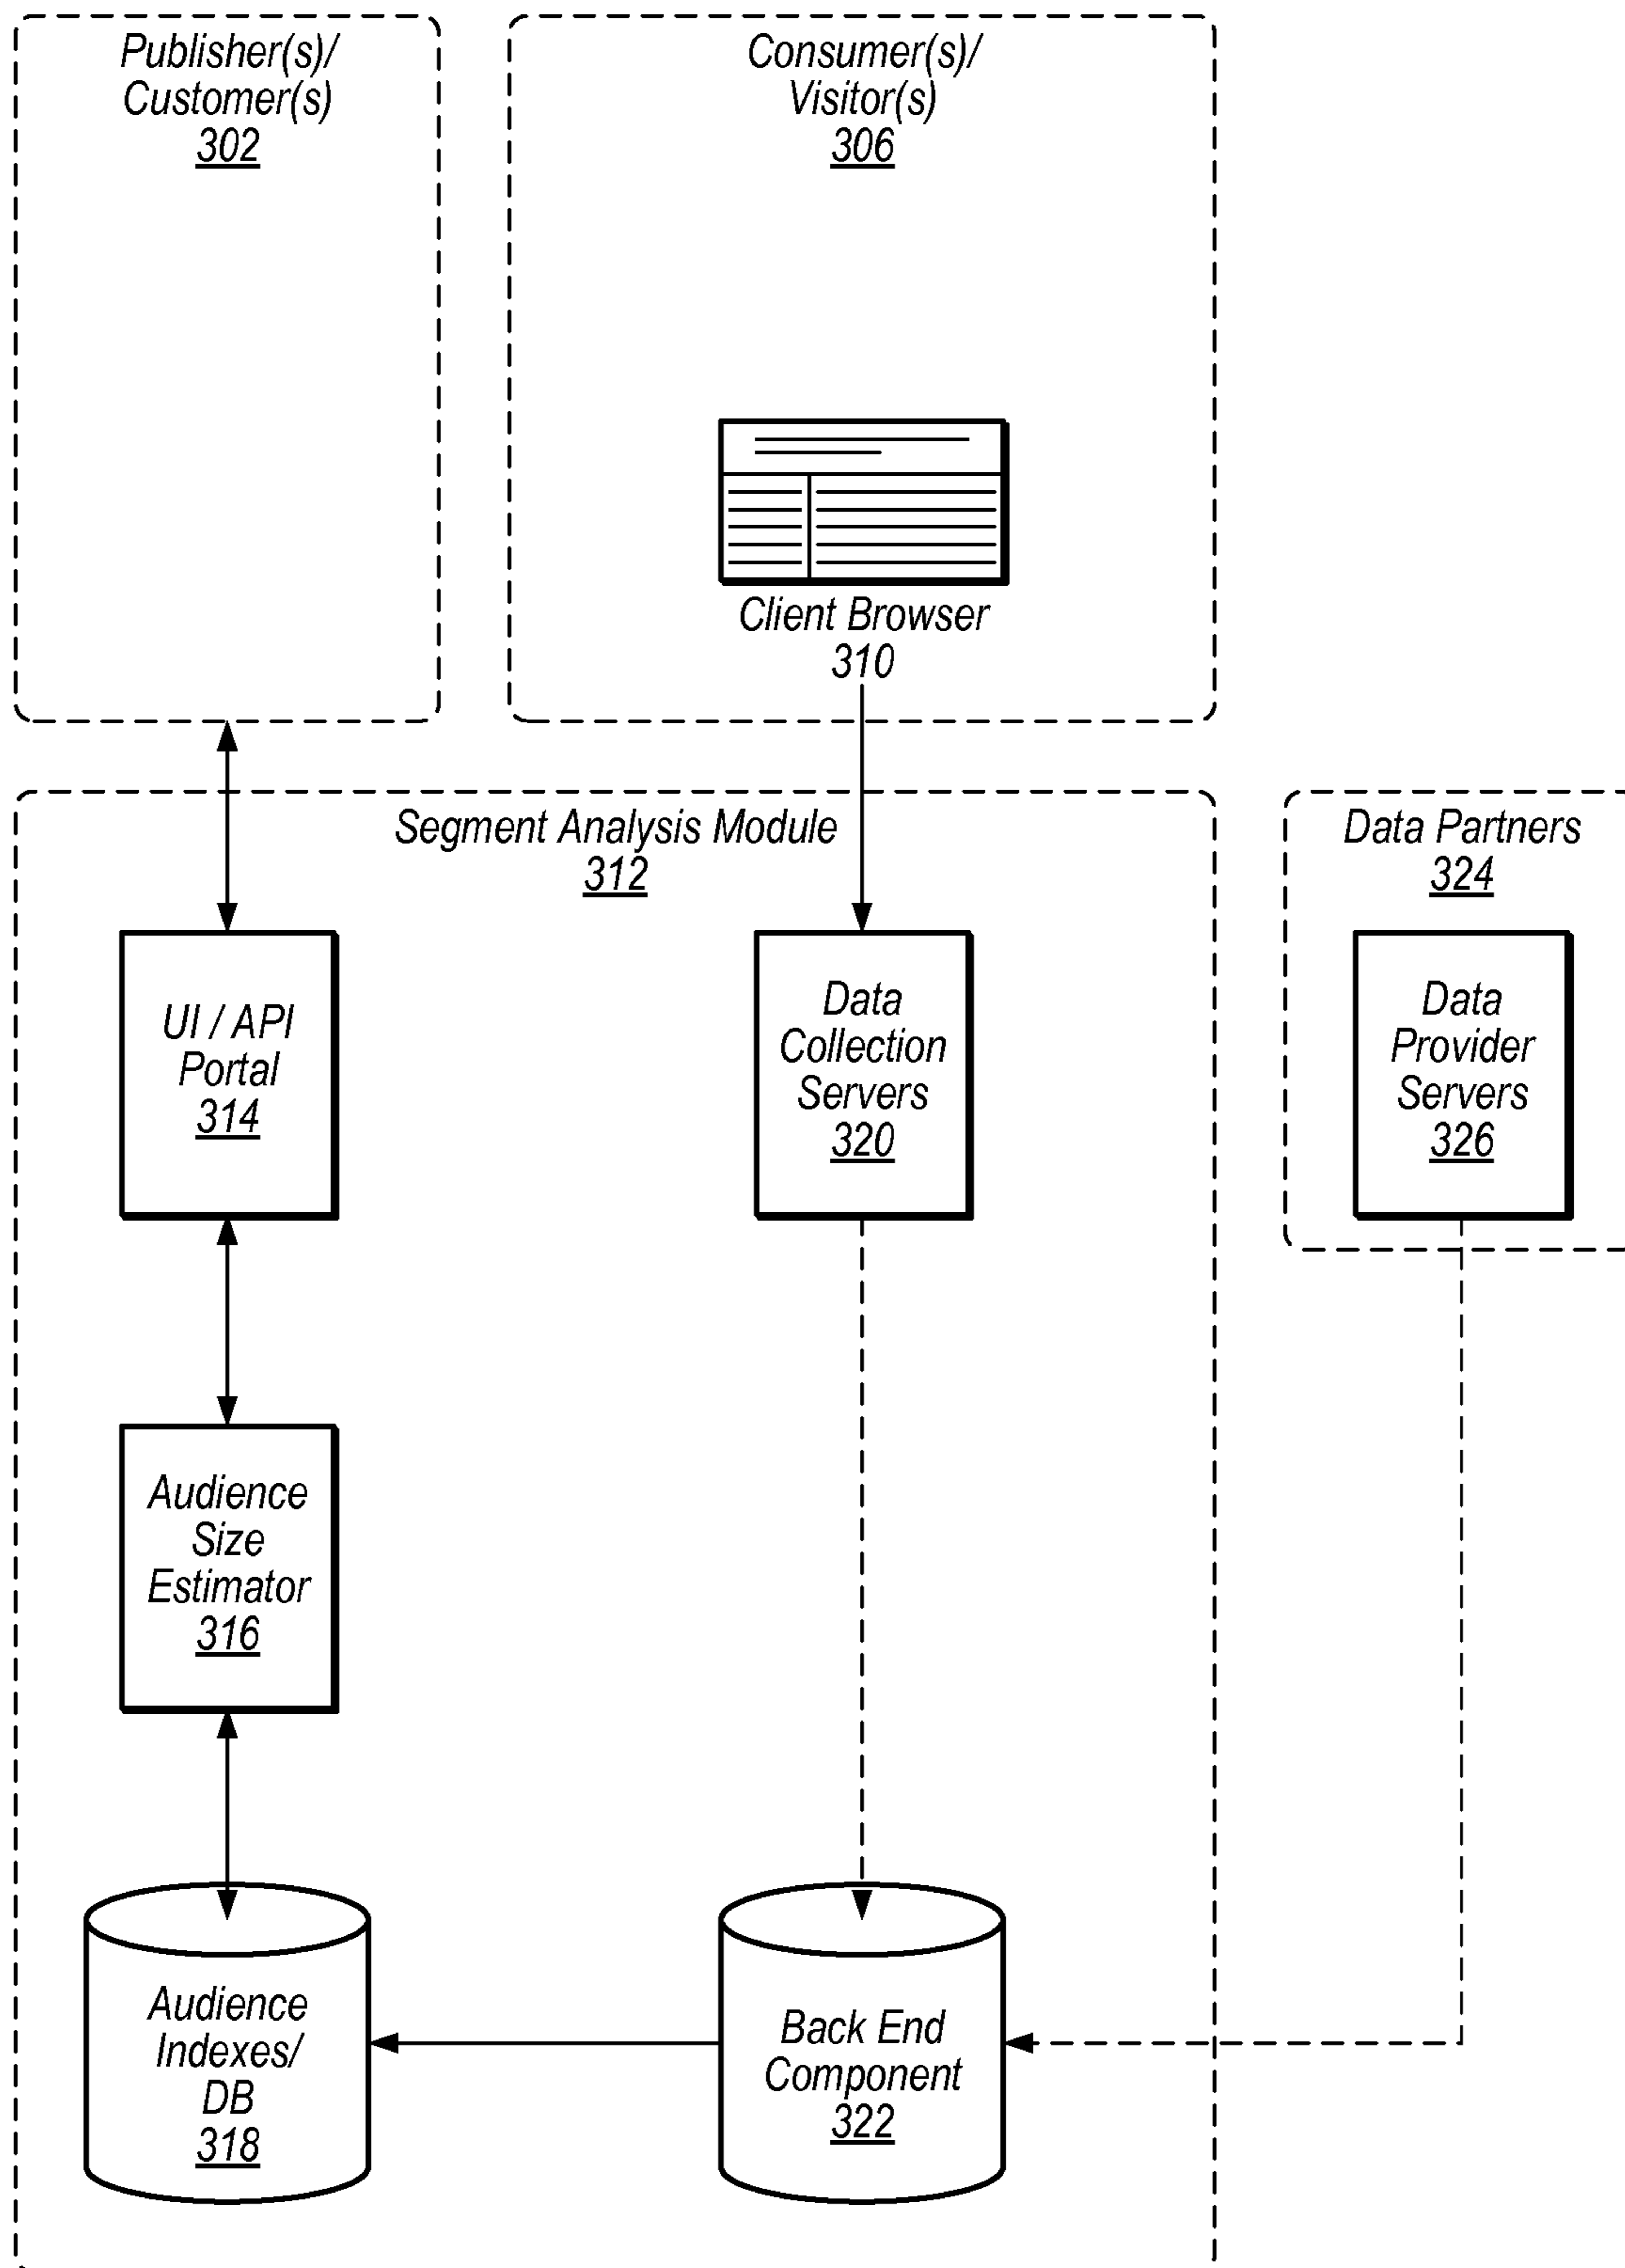 Publisher(s)/
Customer(s)
302
Consumer(s)/
Visitor(s)
306
Client Browser
310
Segment Analysis Module
312
Data Partners
324
UI / API
Portal
314
Data
Collection
Servers
320
Data
Provider
Servers
326
Audience
Size
Estimator
316
Audience
Indexes/
DB
318
Back End
Component
322